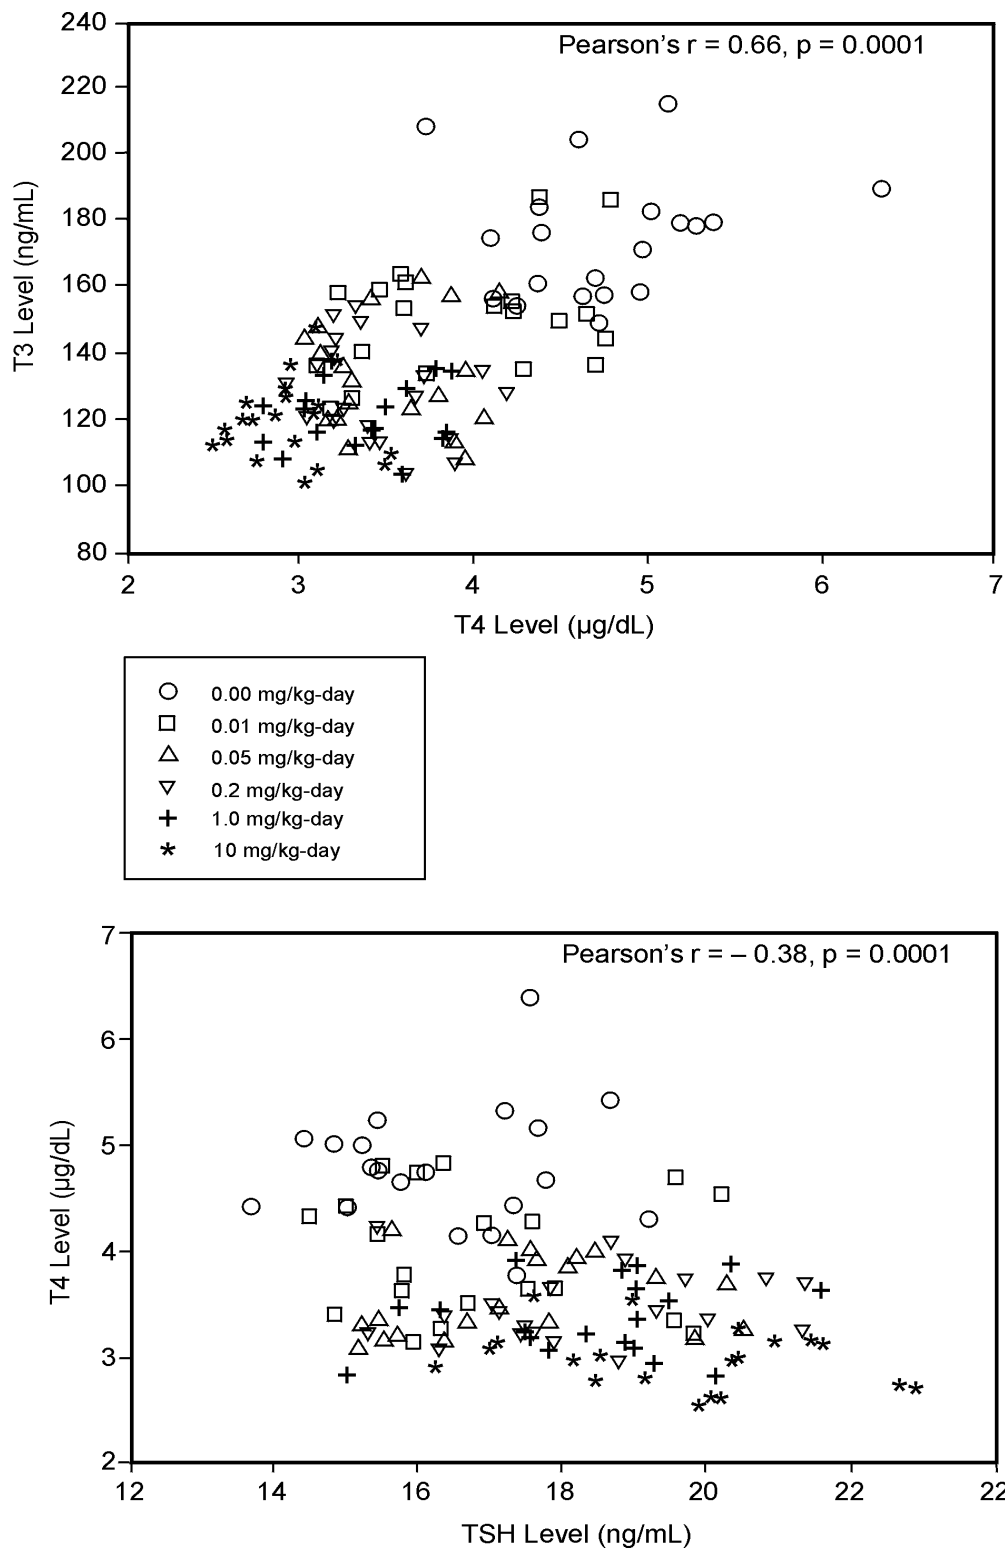 240
Pearson's r = 0.66, p = 0.0001
220
200
180
160
140
120
100
80
T3 Level (ng/mL)
2 3 4 5 6 7
T4 Level (µg/dL)
0.00 mg/kg-day
0.01 mg/kg-day
0.05 mg/kg-day
0.2 mg/kg-day
1.0 mg/kg-day
10 mg/kg-day
7
Pearson's r = – 0.38, p = 0.0001
6
5
4
3
2
T4 Level (µg/dL)
12 14 16 18 20 22 22
TSH Level (ng/mL)